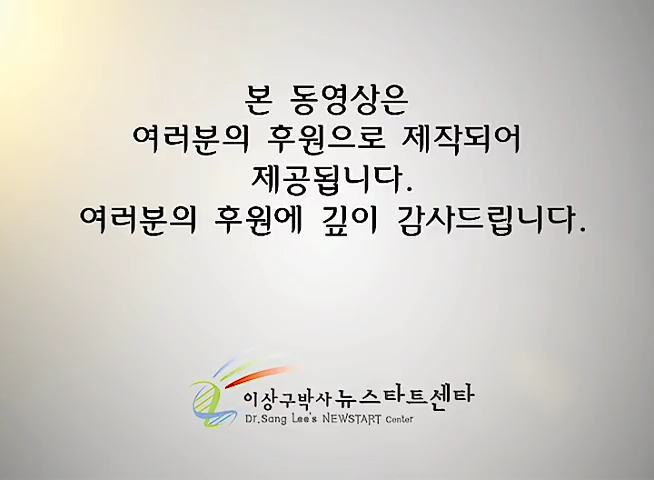 본 동영상은
여러분의 후원으로 제작되어
제공됩니다.
여러분의 후원에 깊이 감사드립니다.
이상구박사 뉴스타트센타
Dr.Sang Lee's NEWSTART Center